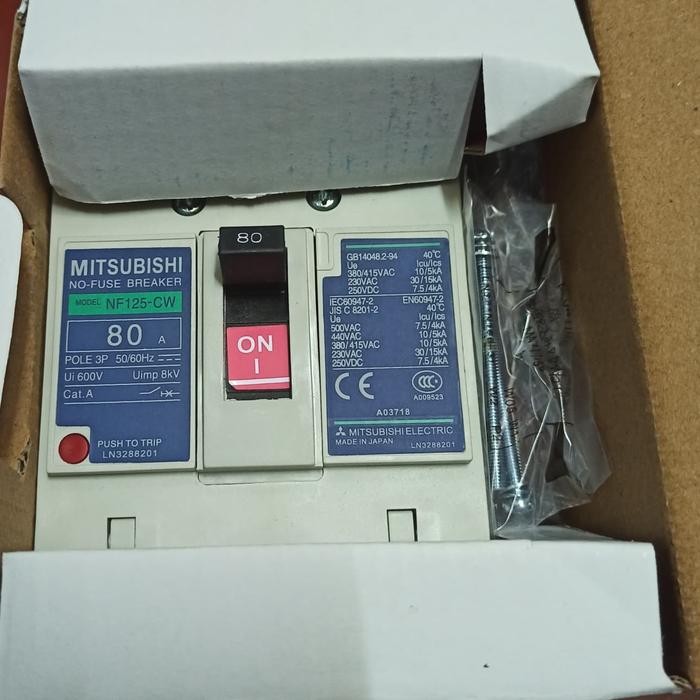 80
MITSUBISHI
NO-FUSE BREAKER
MODEL NF125-CW
80 A
POLE 3P 50/60Hz
Ui 600V Uimp 8kV
Cat.A
PUSH TO TRIP
LN3288201
ON
I
GB14048.2-94 40℃
Ue Icu/Ics
380/415VAC 10/5kA
230VAC 30/15kA
250VDC 7.5/4kA
IEC60947-2 EN60947-2
JIS C 8201-2 40℃
Ue Icu/Ics
500VAC 7.5/4kA
440VAC 10/5kA
380/415VAC 10/5kA
230VAC 30/15kA
250VDC 7.5/4kA
CE CCC
A009523
A03718
MITSUBISHI ELECTRIC
MADE IN JAPAN LN3288201